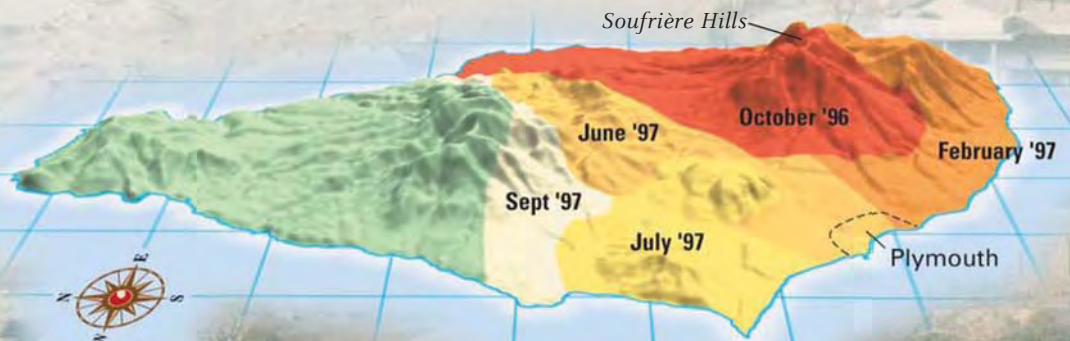 Soufrière Hills
October '96
June '97
February '97
Sept '97
July '97
Plymouth
E
N
S
W